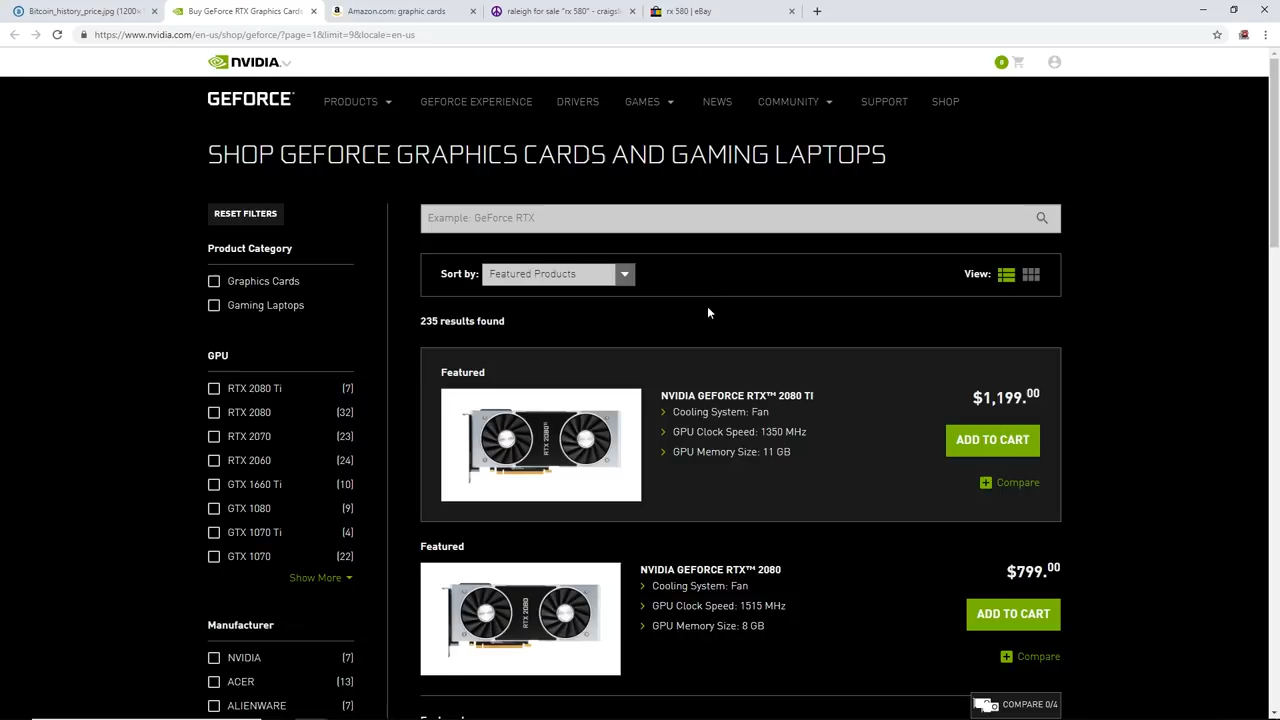 Bitcoin_history_price.jpg (1200×
Buy GeForce RTX Graphics Cards
Amazon.com: graphic cards
raleigh for sale "rx 580" - craigsl
rx 580 | eBay
https://www.nvidia.com/en-us/shop/geforce/?page=1&limit=9&locale=en-us
NVIDIA
0
GEFORCE
PRODUCTS
GEFORCE EXPERIENCE
DRIVERS
GAMES
NEWS
COMMUNITY
SUPPORT
SHOP
SHOP GEFORCE GRAPHICS CARDS AND GAMING LAPTOPS
RESET FILTERS
Product Category
Graphics Cards
Gaming Laptops
GPU
RTX 2080 Ti (7)
RTX 2080 (32)
RTX 2070 (23)
RTX 2060 (24)
GTX 1660 Ti (10)
GTX 1080 (9)
GTX 1070 Ti (4)
GTX 1070 (22)
Show More
Manufacturer
NVIDIA (7)
ACER (13)
ALIENWARE (7)
Example: GeForce RTX
Sort by: Featured Products
View:
235 results found
Featured
RTX 2080Ti
NVIDIA GEFORCE RTX™ 2080 TI
Cooling System: Fan
GPU Clock Speed: 1350 MHz
GPU Memory Size: 11 GB
$1,199.00
ADD TO CART
Compare
Featured
RTX 2080
NVIDIA GEFORCE RTX™ 2080
Cooling System: Fan
GPU Clock Speed: 1515 MHz
GPU Memory Size: 8 GB
$799.00
ADD TO CART
Compare
COMPARE 0/4